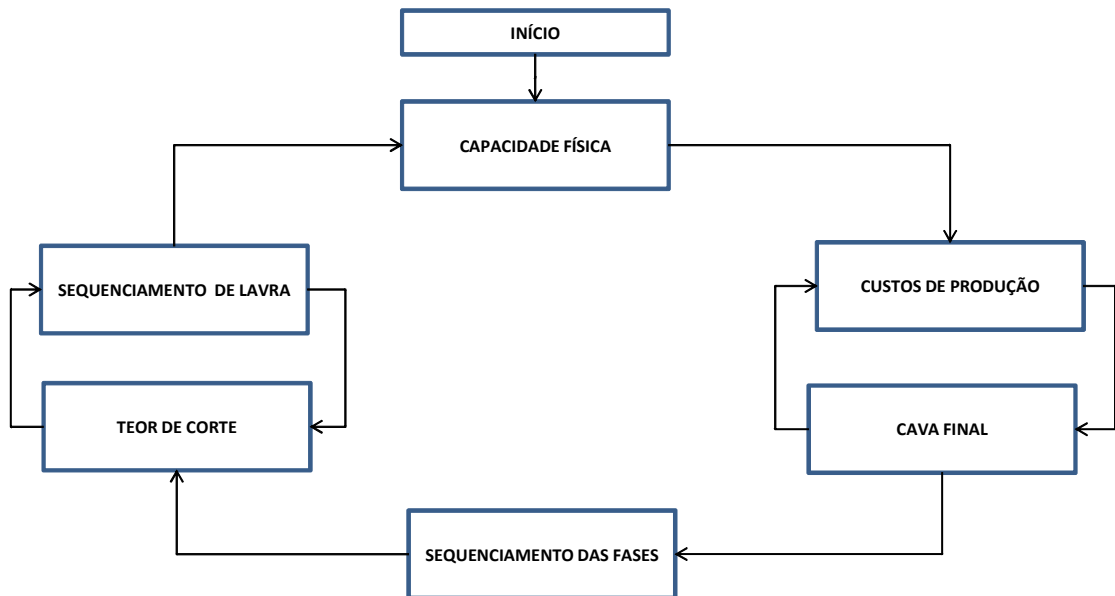 INÍCIO
CAPACIDADE FÍSICA
SEQUENCIAMENTO DE LAVRA
CUSTOS DE PRODUÇÃO
TEOR DE CORTE
CAVA FINAL
SEQUENCIAMENTO DAS FASES